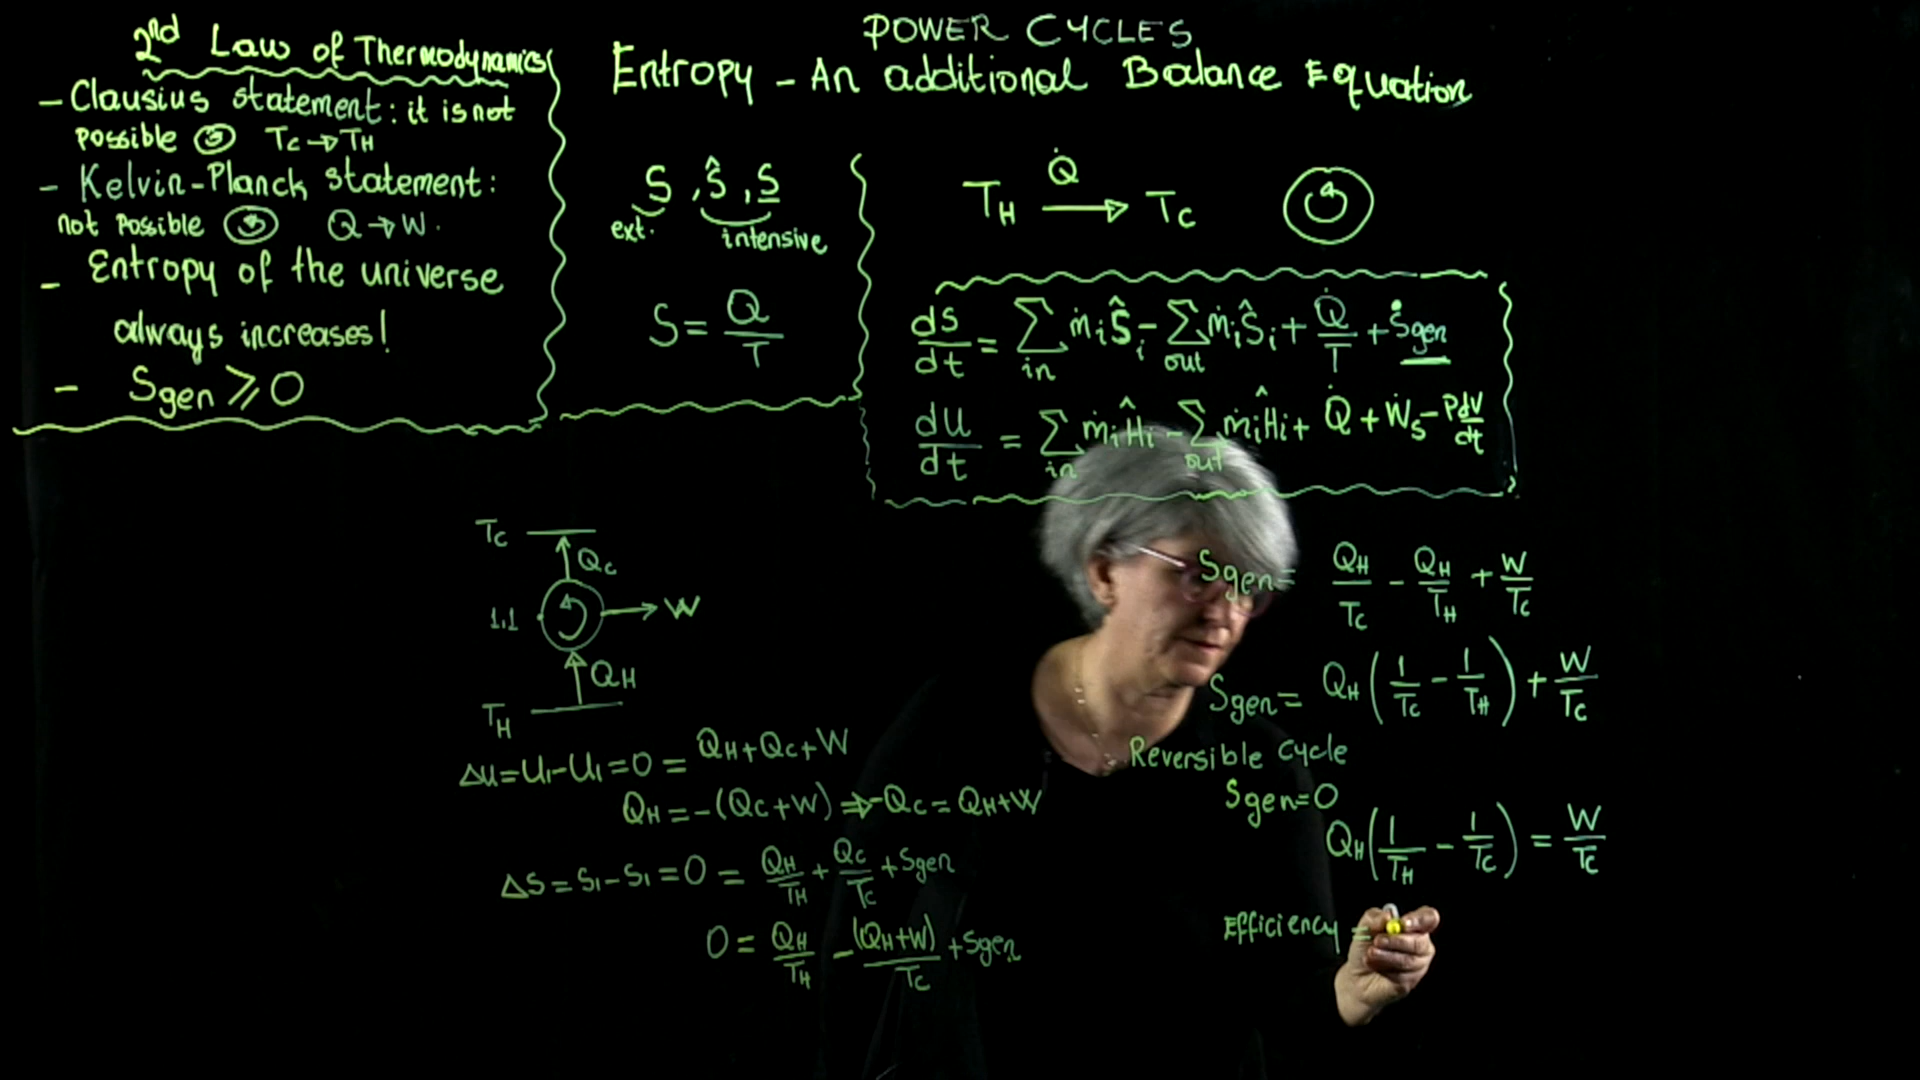 POWER CYCLES
Entropy - An additional Balance Equation
2nd Law of Thermodynamics
- Clausius statement: it is not
possible Tc → TH
- Kelvin-Planck statement:
not Possible Q → W.
- Entropy of the universe
always increases!
- Sgen ≥ 0
S, Ŝ, S̲
ext. intensive
S = Q/T
TH Q̇ → Tc
dS/dt = Σin ṁiŜi - Σout ṁiŜi + Q̇/T + Ṡgen
dU/dt = Σin ṁiĤi - Σout ṁiĤi + Q̇ + Ẇs - PdV/dt
Tc
Qc
1,1 → W
QH
TH
ΔU = U1 - U1 = 0 = QH + Qc + W
QH = -(Qc + W) ⇒ -Qc = QH + W
ΔS = S1 - S1 = 0 = QH/TH + Qc/Tc + Sgen
0 = QH/TH - (QH+W)/Tc + Sgen
Sgen = QH/Tc - QH/TH + W/Tc
Sgen = QH(1/Tc - 1/TH) + W/Tc
Reversible Cycle
Sgen = 0
QH(1/TH - 1/Tc) = W/Tc
Efficiency =